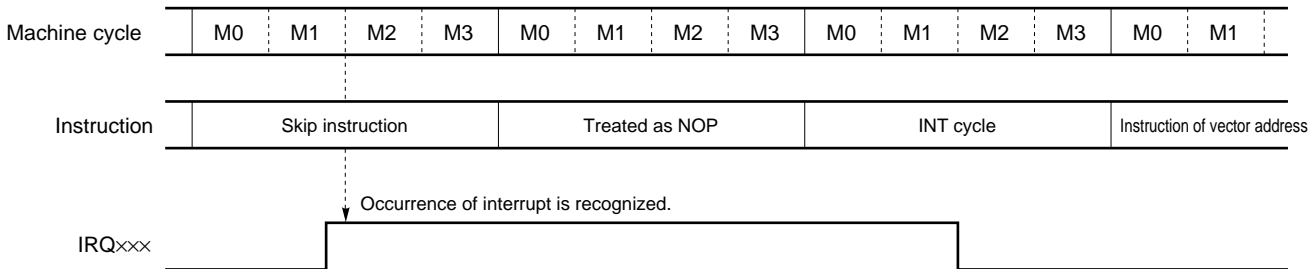 Machine cycle M0 M1 M2 M3 M0 M1 M2 M3 M0 M1 M2 M3 M0 M1
Instruction Skip instruction Treated as NOP INT cycle Instruction of vector address
Occurrence of interrupt is recognized.
IRQ×××